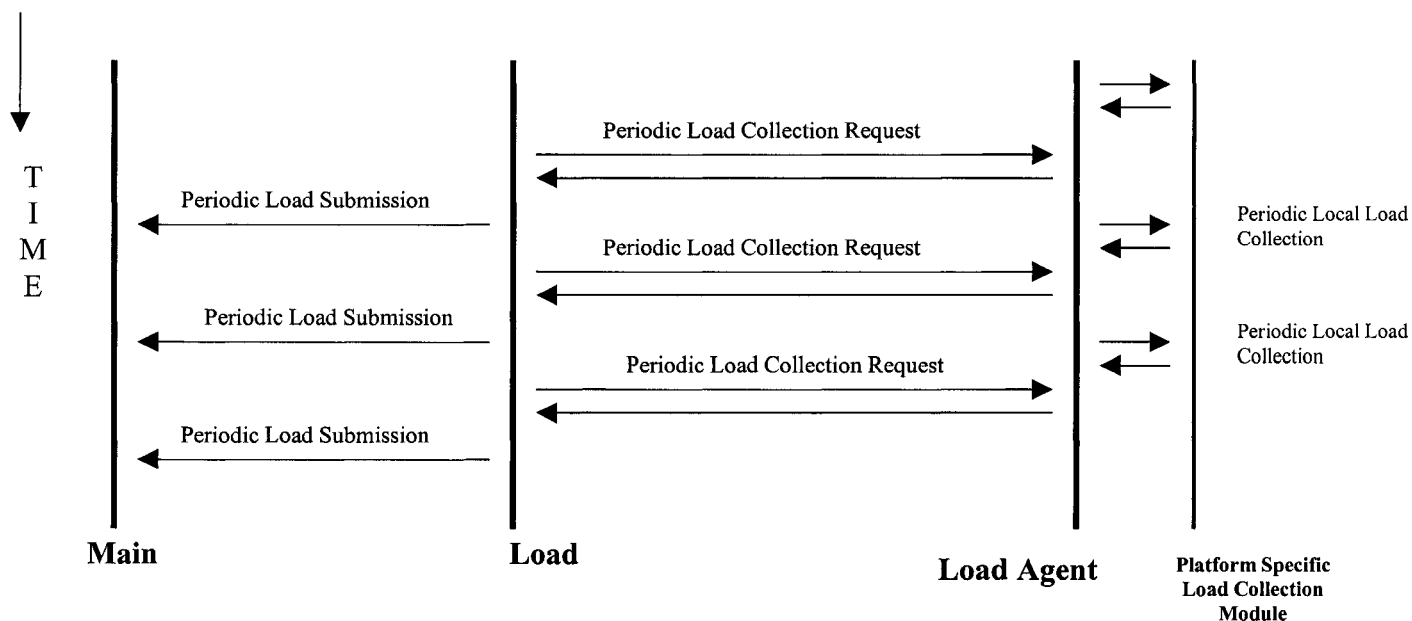 T
I
M
E
Periodic Load Collection Request
Periodic Load Submission
Periodic Local Load
Collection
Periodic Load Collection Request
Periodic Load Submission
Periodic Local Load
Collection
Periodic Load Collection Request
Periodic Load Submission
Main
Load
Load Agent
Platform Specific
Load Collection
Module